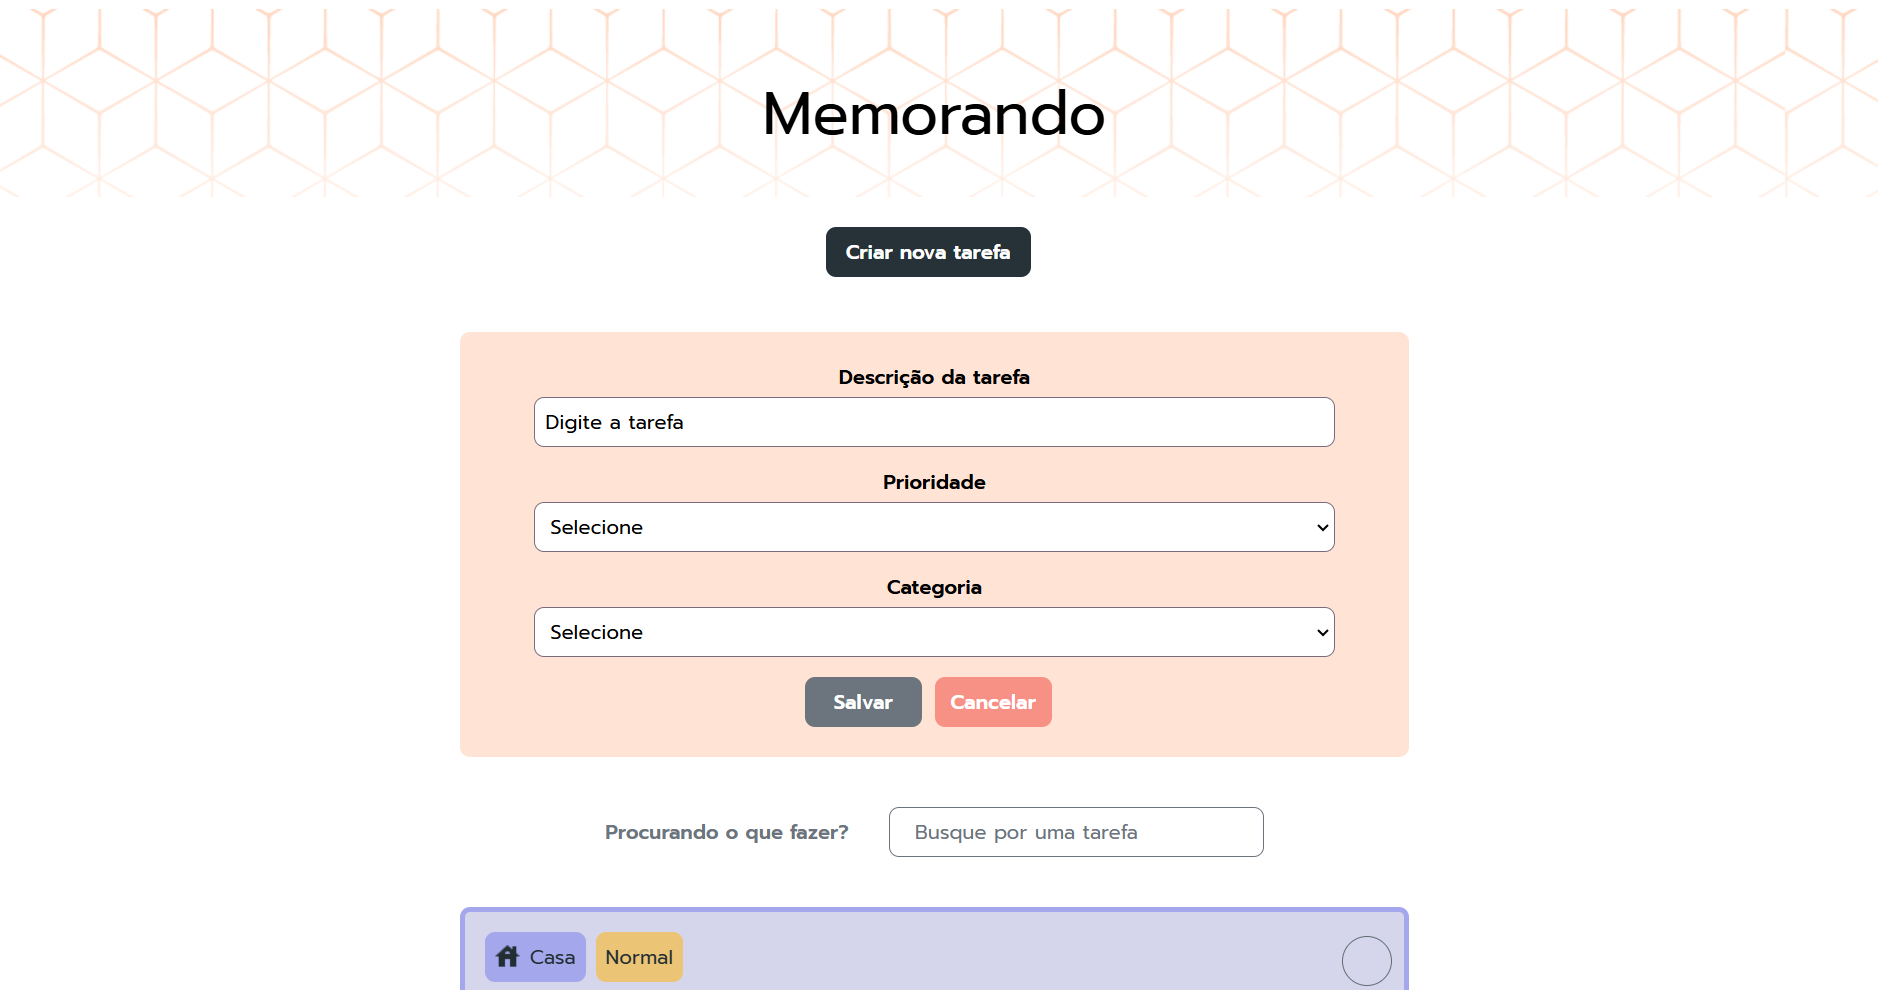 Memorando
Criar nova tarefa
Descrição da tarefa
Digite a tarefa
Prioridade
Selecione
Categoria
Selecione
Salvar Cancelar
Procurando o que fazer? Busque por uma tarefa
Casa Normal